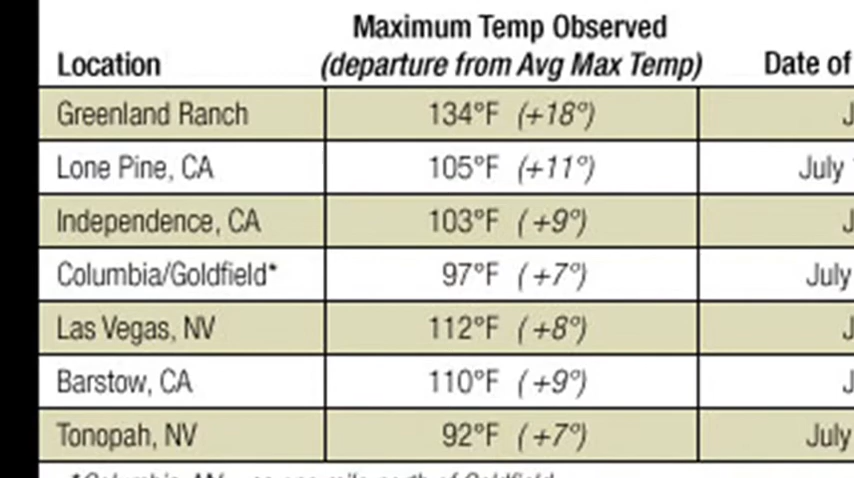 Maximum Temp Observed
Location (departure from Avg Max Temp) Date of
Greenland Ranch 134°F (+18°) J
Lone Pine, CA 105°F (+11°) July
Independence, CA 103°F (+9°) J
Columbia/Goldfield* 97°F (+7°) July
Las Vegas, NV 112°F (+8°) J
Barstow, CA 110°F (+9°) J
Tonopah, NV 92°F (+7°) July